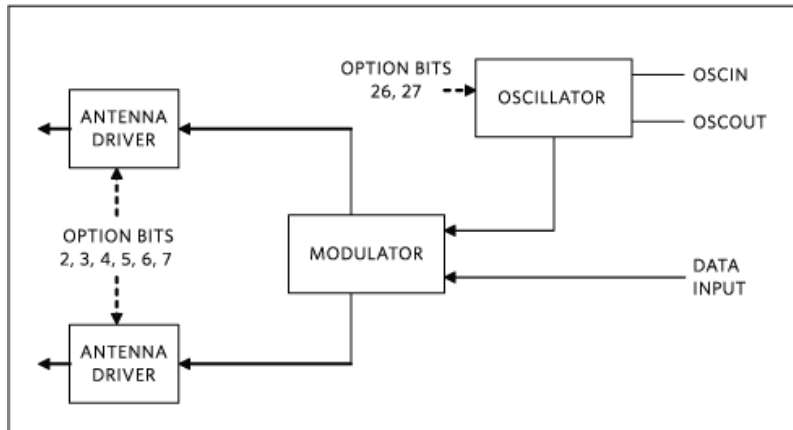 OPTION BITS
26, 27
OSCILLATOR
OSCIN
OSCOUT
ANTENNA
DRIVER
OPTION BITS
2, 3, 4, 5, 6, 7
MODULATOR
DATA
INPUT
ANTENNA
DRIVER